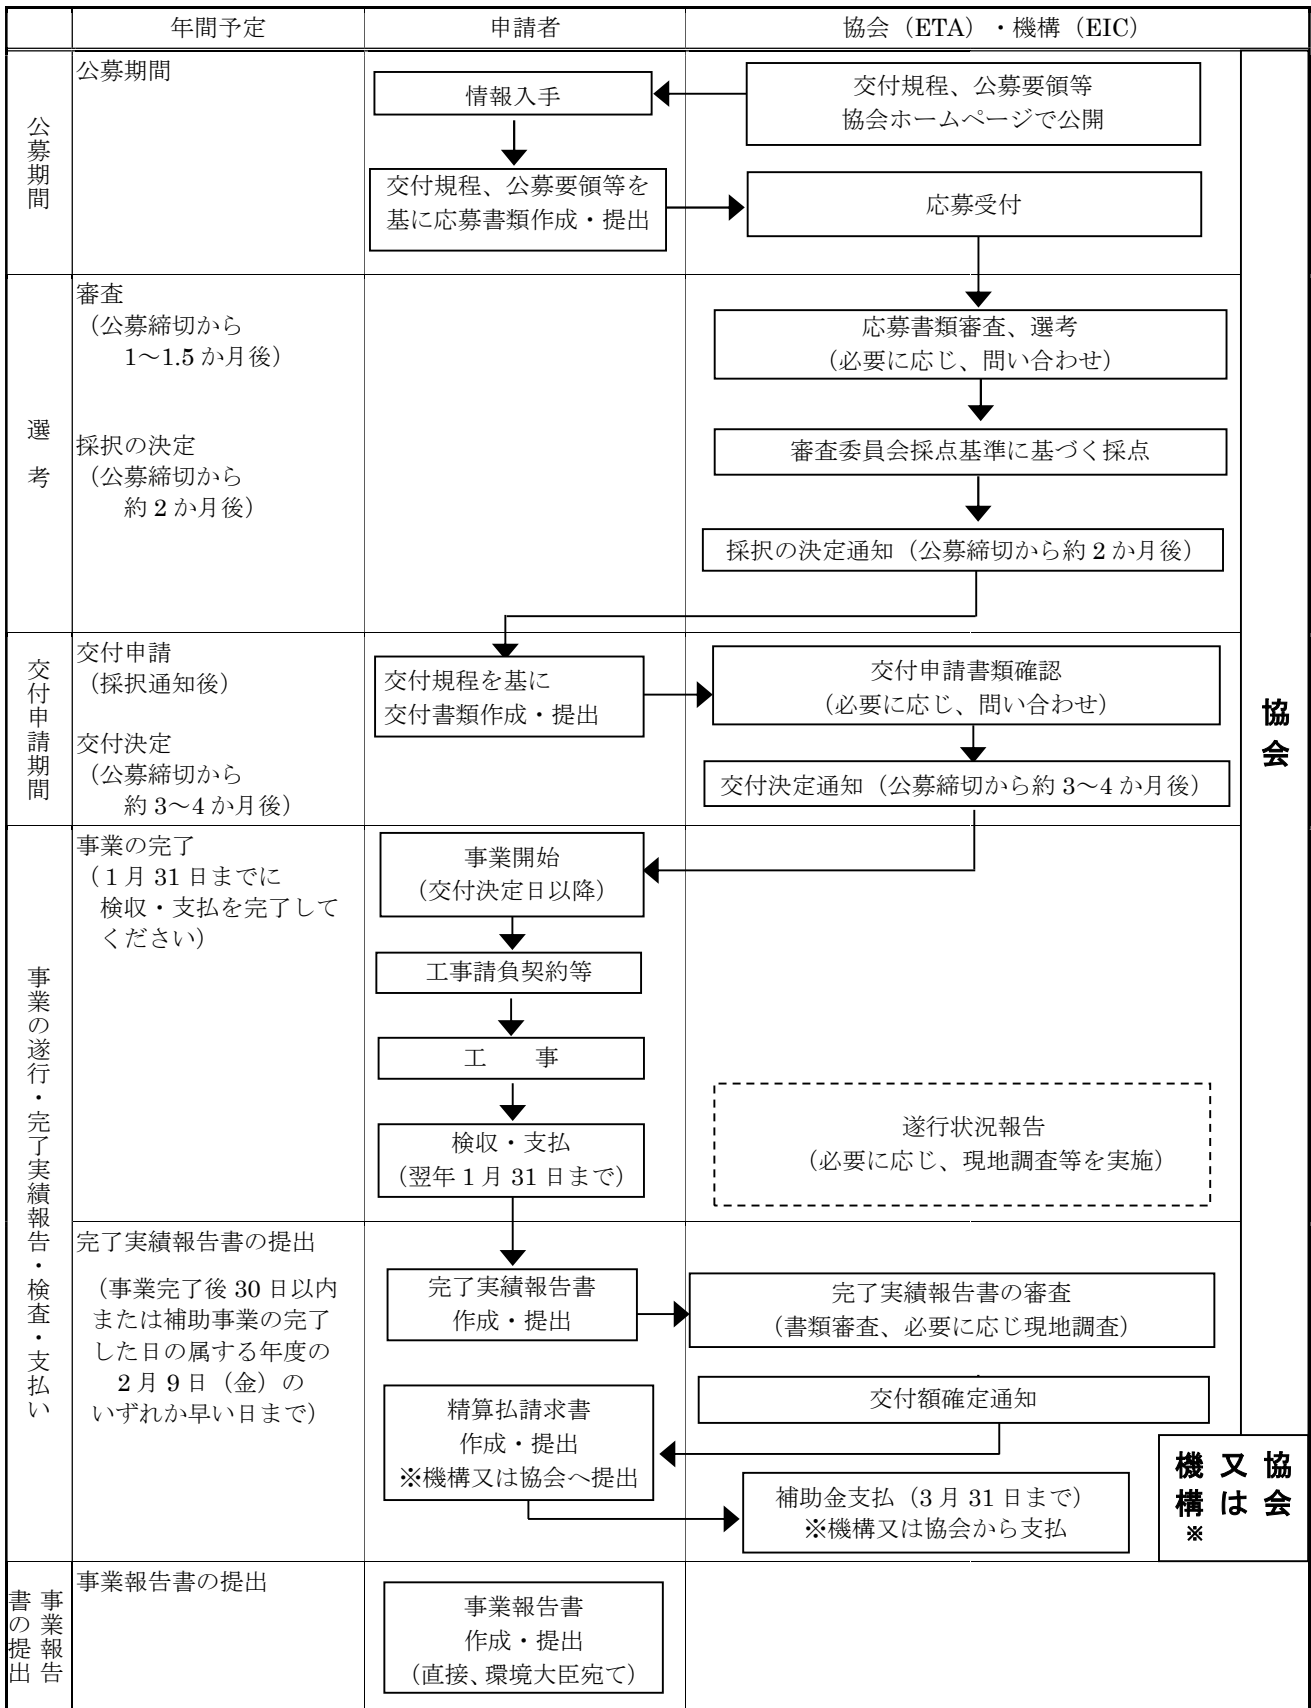 年間予定
申請者
協会（ETA）・機構（EIC）
公募期間
公募期間
情報入手
交付規程、公募要領等
協会ホームページで公開
交付規程、公募要領等を
基に応募書類作成・提出
応募受付
選考
審査
（公募締切から
1～1.5か月後）
採択の決定
（公募締切から
約2か月後）
応募書類審査、選考
（必要に応じ、問い合わせ）
審査委員会採点基準に基づく採点
採択の決定通知（公募締切から約2か月後）
交付申請期間
交付申請
（採択通知後）
交付決定
（公募締切から
約3～4か月後）
交付規程を基に
交付書類作成・提出
交付申請書類確認
（必要に応じ、問い合わせ）
交付決定通知（公募締切から約3～4か月後）
協会
事業の遂行・完了実績報告・検査・支払い
事業の完了
（1月31日までに
検収・支払を完了して
ください）
事業開始
（交付決定日以降）
工事請負契約等
工　　事
検収・支払
（翌年1月31日まで）
遂行状況報告
（必要に応じ、現地調査等を実施）
完了実績報告書の提出
（事業完了後30日以内
または補助事業の完了
した日の属する年度の
2月9日（金）の
いずれか早い日まで）
完了実績報告書
作成・提出
完了実績報告書の審査
（書類審査、必要に応じ現地調査）
交付額確定通知
精算払請求書
作成・提出
※機構又は協会へ提出
補助金支払（3月31日まで）
※機構又は協会から支払
協会
又は
機構※
事業報告
書の提出
事業報告書の提出
事業報告書
作成・提出
（直接、環境大臣宛て）